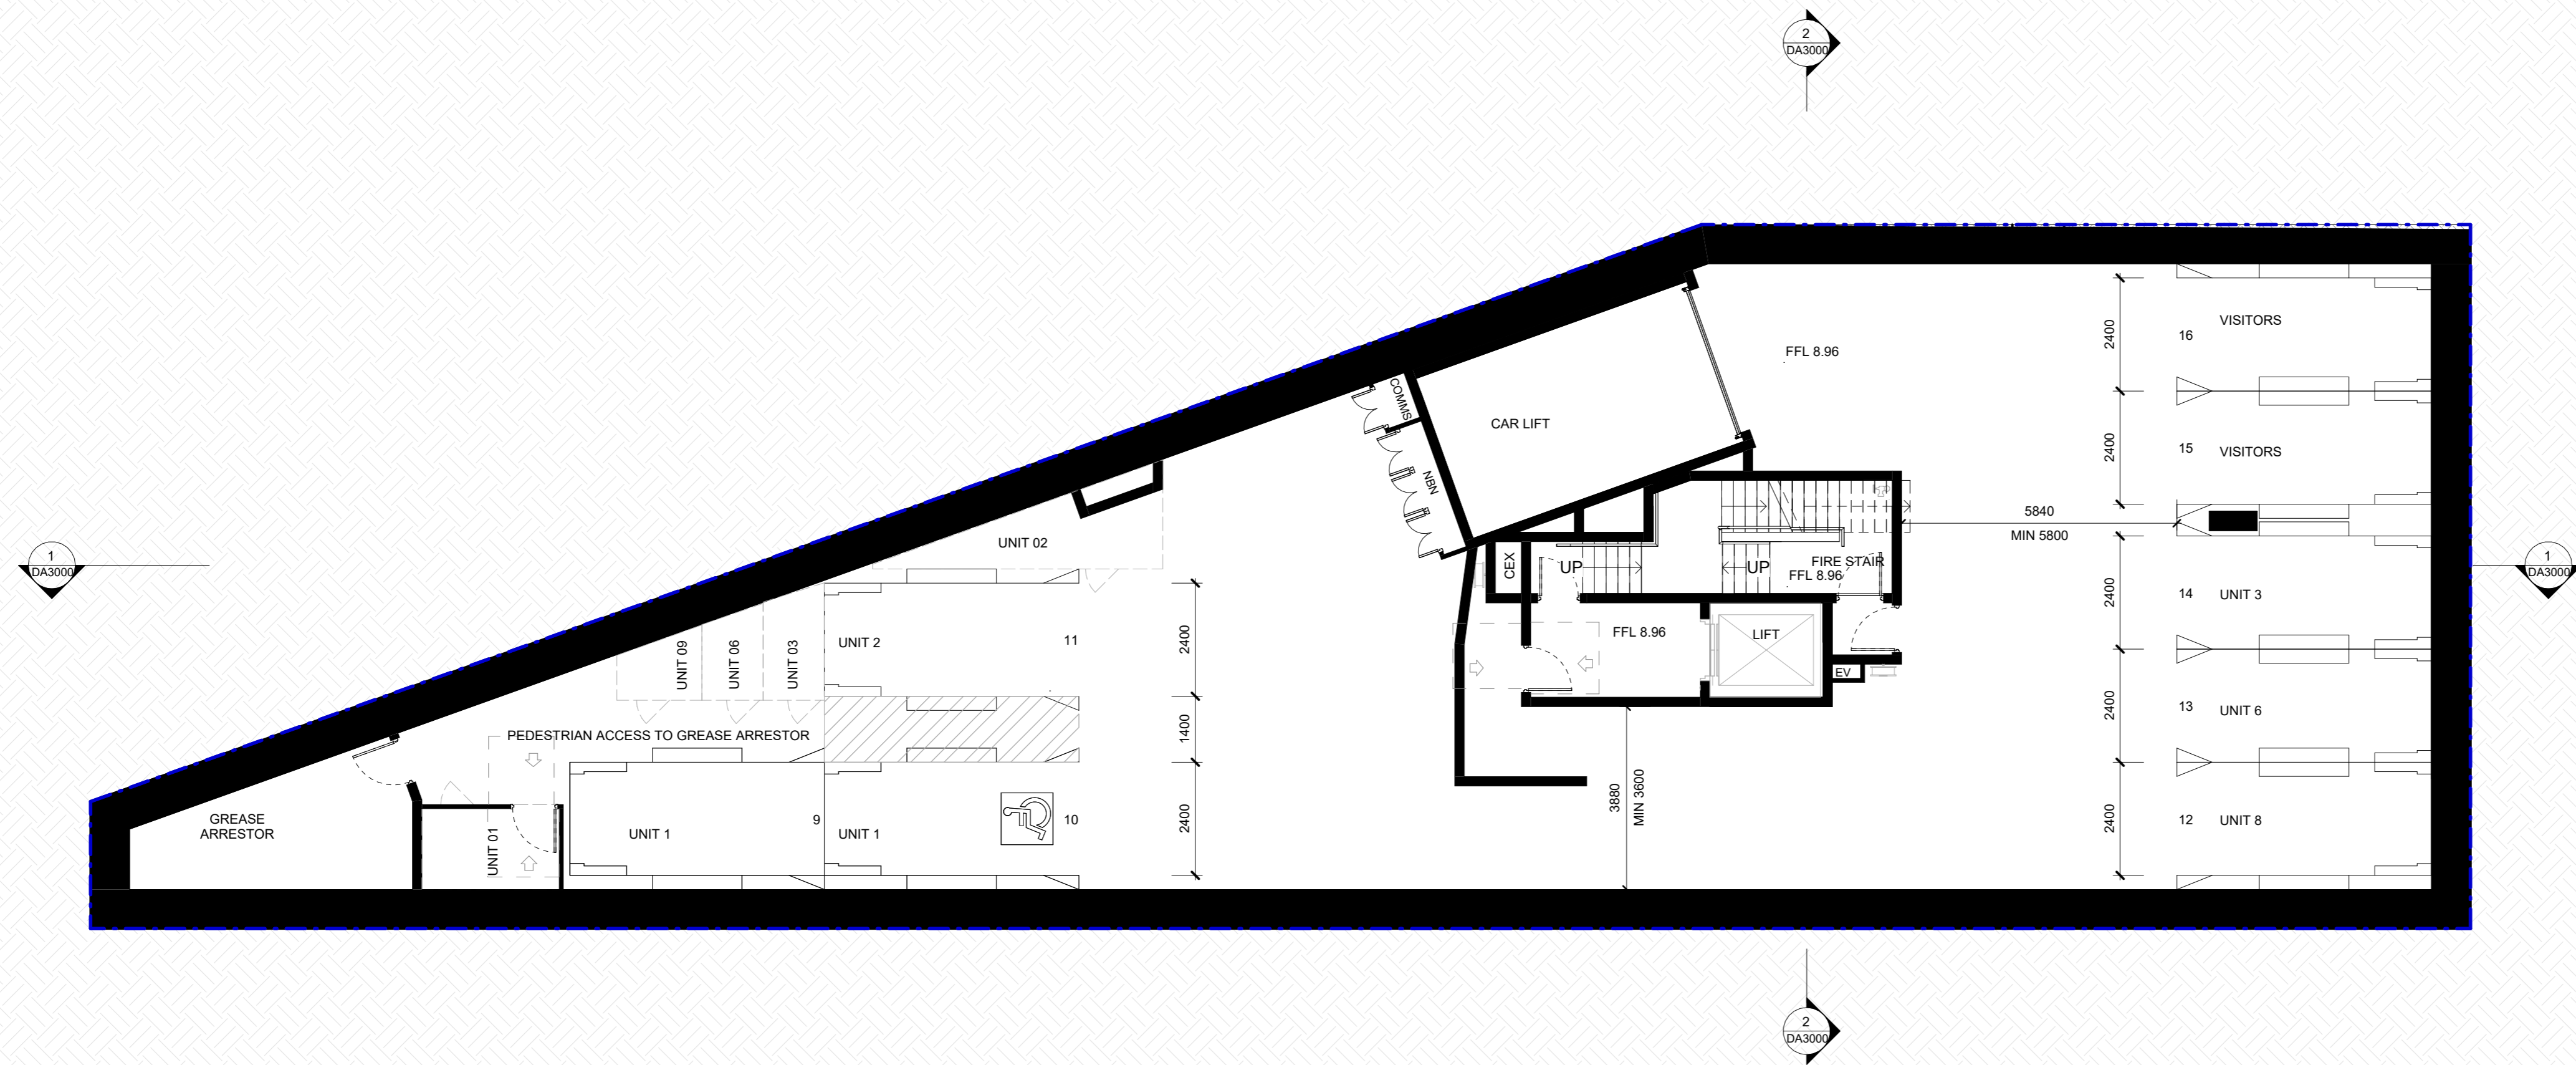 2
DA3000
VISITORS
16
2400
FFL 8.96
COMMS
CAR LIFT
15
VISITORS
2400
NBN
5840
MIN 5800
UNIT 02
1
DA3000
CEX
UP
UP
FIRE STAIR
FFL 8.96
1
DA3000
14
UNIT 3
2400
UNIT 09
UNIT 06
UNIT 03
UNIT 2
11
2400
FFL 8.96
LIFT
EV
13
UNIT 6
2400
PEDESTRIAN ACCESS TO GREASE ARRESTOR
1400
3880
MIN 3600
GREASE
ARRESTOR
UNIT 01
UNIT 1
9
UNIT 1
10
2400
12
UNIT 8
2400
2
DA3000